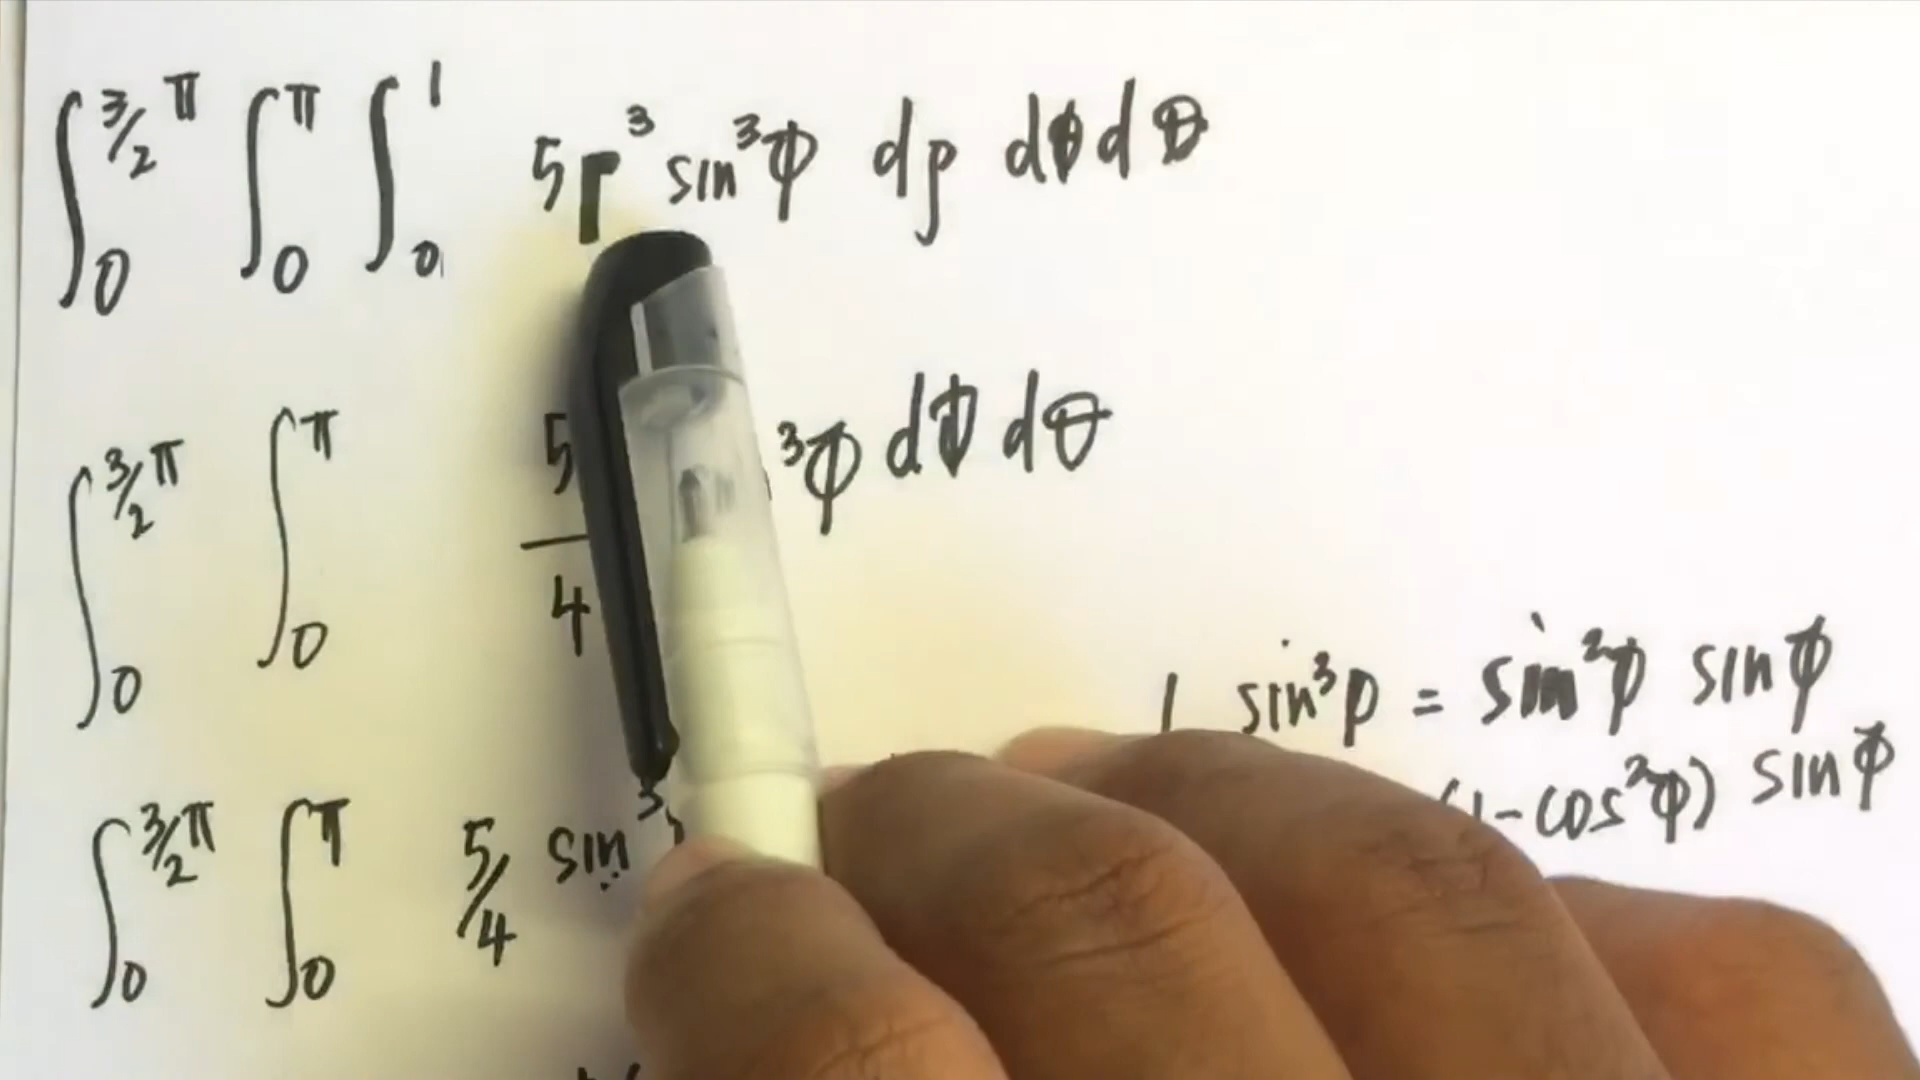 ∫₀^{3/2 π} ∫₀^π ∫₀^1 5ρ³ sin³φ dρ dφ dθ
∫₀^{3/2 π} ∫₀^π 5 / 4 ³φ dφ dθ
sin³φ = sin²φ sinφ
(1-cos²φ) sinφ
∫₀^{3/2 π} ∫₀^π 5/4 sin³